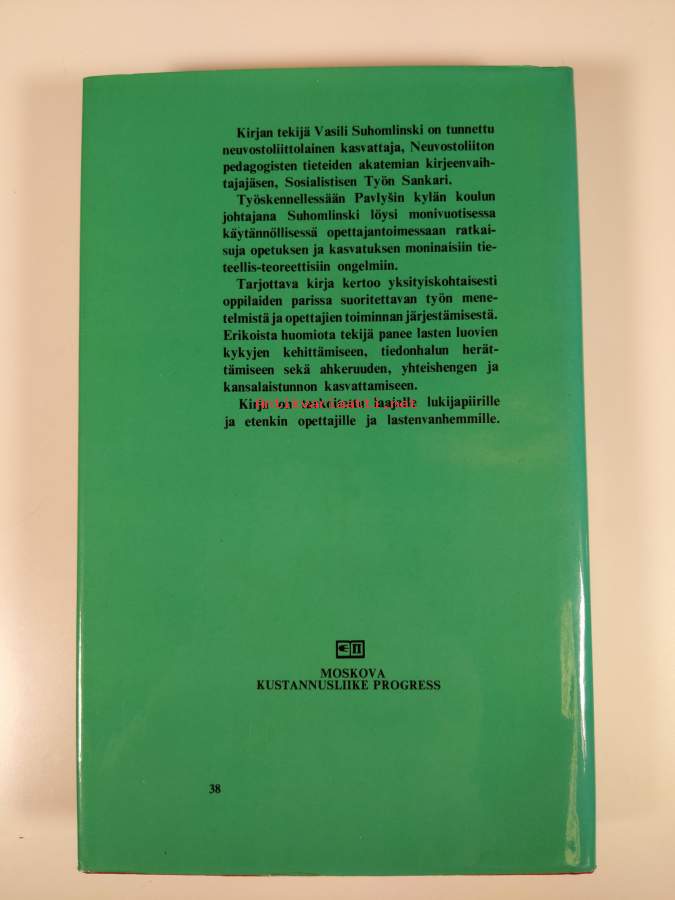 Kirjan tekijä Vasili Suhomlinski on tunnettu
neuvostoliittolainen kasvattaja, Neuvostoliiton
pedagogisten tieteiden akatemian kirjeenvaih-
tajajäsen, Sosialistisen Työn Sankari.
Työskennellessään Pavlyšin kylän koulun
johtajana Suhomlinski löysi monivuotisessa
käytännöllisessä opettajantoimessaan ratkai-
suja opetuksen ja kasvatuksen moninaisiin tie-
teellis-teoreettisiin ongelmiin.
Tarjottava kirja kertoo yksityiskohtaisesti
oppilaiden parissa suoritettavan työn mene-
telmistä ja opettajien toiminnan järjestämisestä.
Erikoista huomiota tekijä panee lasten luovien
kykyjen kehittämiseen, tiedonhalun herät-
tämiseen sekä ahkeruuden, yhteishengen ja
kansalaistunnon kasvattamiseen.
Kirja on tarkoitettu laajalle lukijapiirille
ja etenkin opettajille ja lastenvanhemmille.
MOSKOVA
KUSTANNUSLIIKE PROGRESS
38